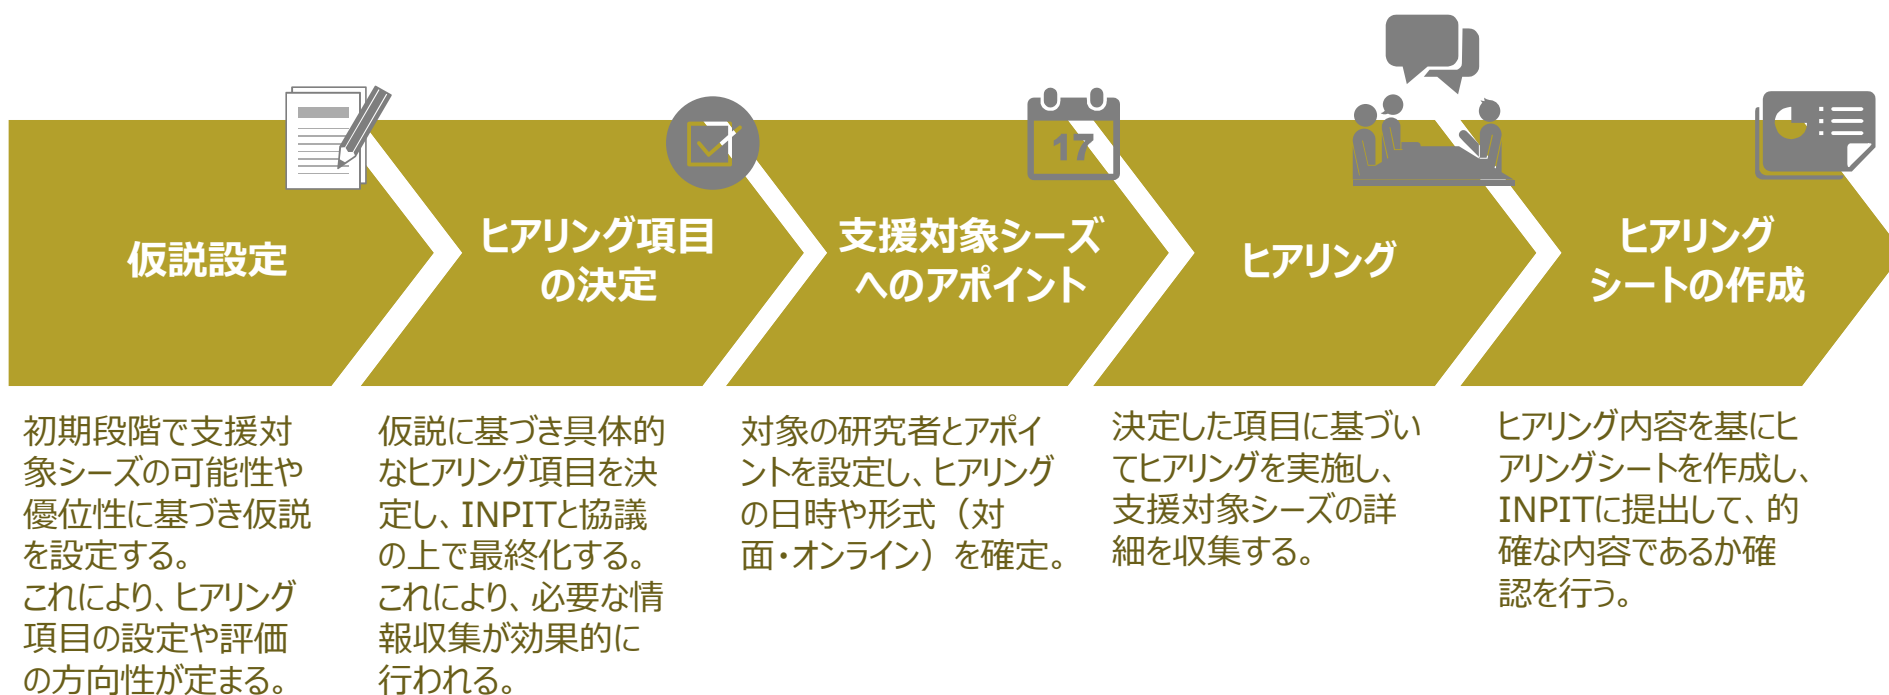 仮説設定
ヒアリング項目
の決定
支援対象シーズ
へのアポイント
ヒアリング
ヒアリング
シートの作成
17
初期段階で支援対
象シーズの可能性や
優位性に基づき仮説
を設定する。
これにより、ヒアリング
項目の設定や評価
の方向性が定まる。
仮説に基づき具体的
なヒアリング項目を決
定し、INPITと協議
の上で最終化する。
これにより、必要な情
報収集が効果的に
行われる。
対象の研究者とアポイ
ントを設定し、ヒアリング
の日時や形式（対
面・オンライン）を確定。
決定した項目に基づい
てヒアリングを実施し、
支援対象シーズの詳
細を収集する。
ヒアリング内容を基にヒ
アリングシートを作成し、
INPITに提出して、的
確な内容であるか確
認を行う。